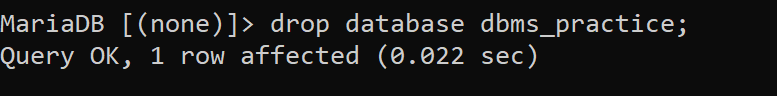 MariaDB [(none)]> drop database dbms_practice;
Query OK, 1 row affected (0.022 sec)